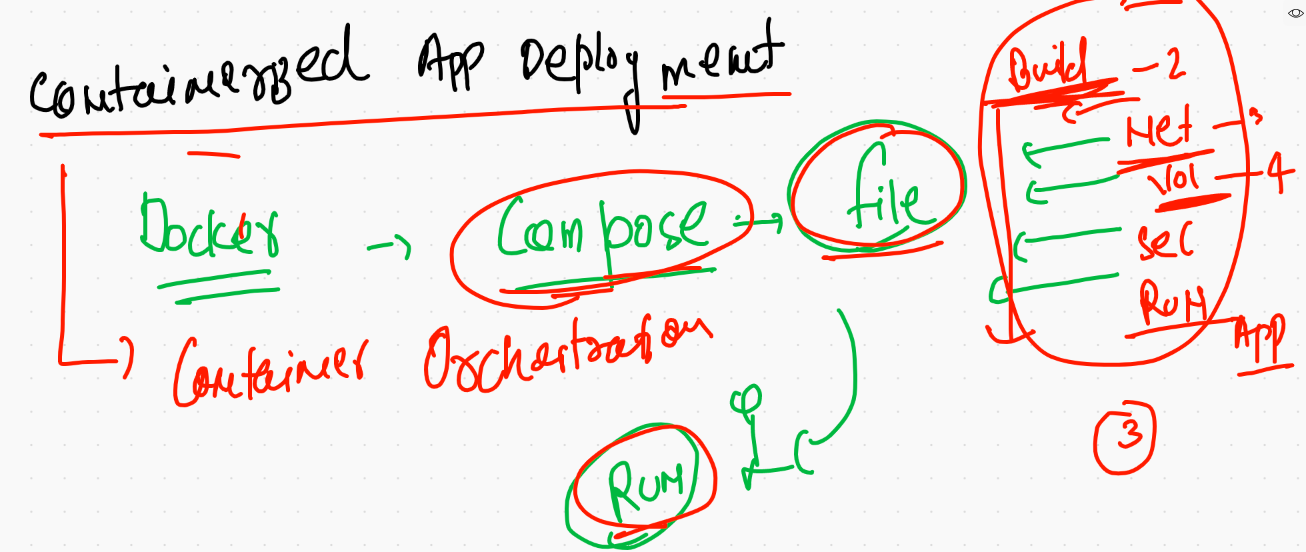 Containerized App Deployment
Build - 2
Net - 3
Vol - 4
Sec
RUN
App
Docker → Compose → file
Container Orchestration
RUN
3